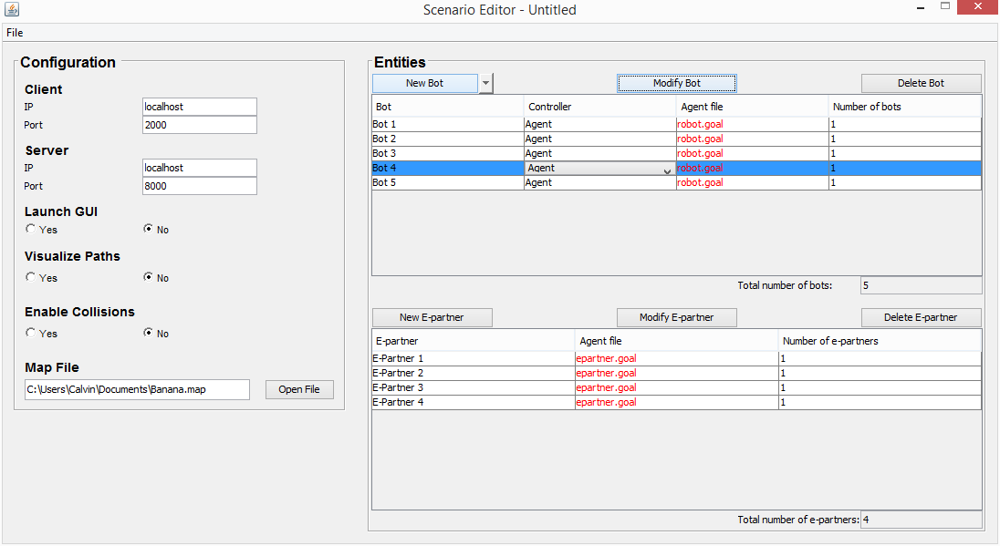 Scenario Editor - Untitled
File
Configuration
Client
IP localhost
Port 2000
Server
IP localhost
Port 8000
Launch GUI
Yes No
Visualize Paths
Yes No
Enable Collisions
Yes No
Map File
C:\Users\Calvin\Documents\Banana.map Open File
Entities
New Bot Modify Bot Delete Bot
Bot Controller Agent file Number of bots
Bot 1 Agent robot.goal 1
Bot 2 Agent robot.goal 1
Bot 3 Agent robot.goal 1
Bot 4 Agent robot.goal 1
Bot 5 Agent robot.goal 1
Total number of bots: 5
New E-partner Modify E-partner Delete E-partner
E-partner Agent file Number of e-partners
E-Partner 1 epartner.goal 1
E-Partner 2 epartner.goal 1
E-Partner 3 epartner.goal 1
E-Partner 4 epartner.goal 1
Total number of e-partners: 4